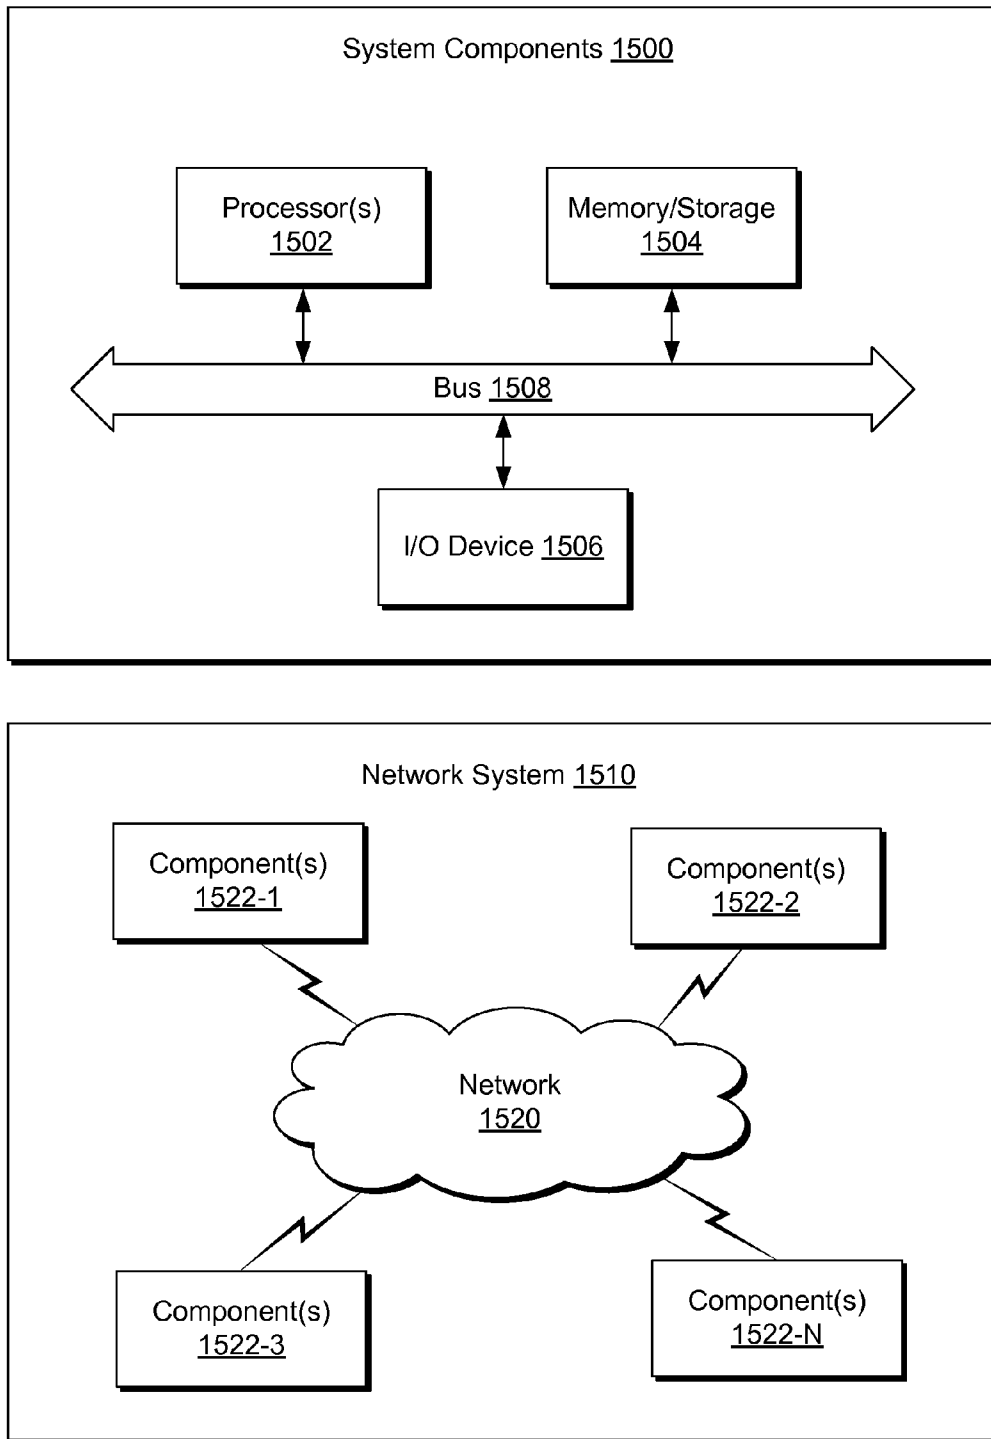 System Components 1500
Processor(s)
1502
Memory/Storage
1504
Bus 1508
I/O Device 1506
Network System 1510
Component(s)
1522-1
Component(s)
1522-2
Network
1520
Component(s)
1522-3
Component(s)
1522-N